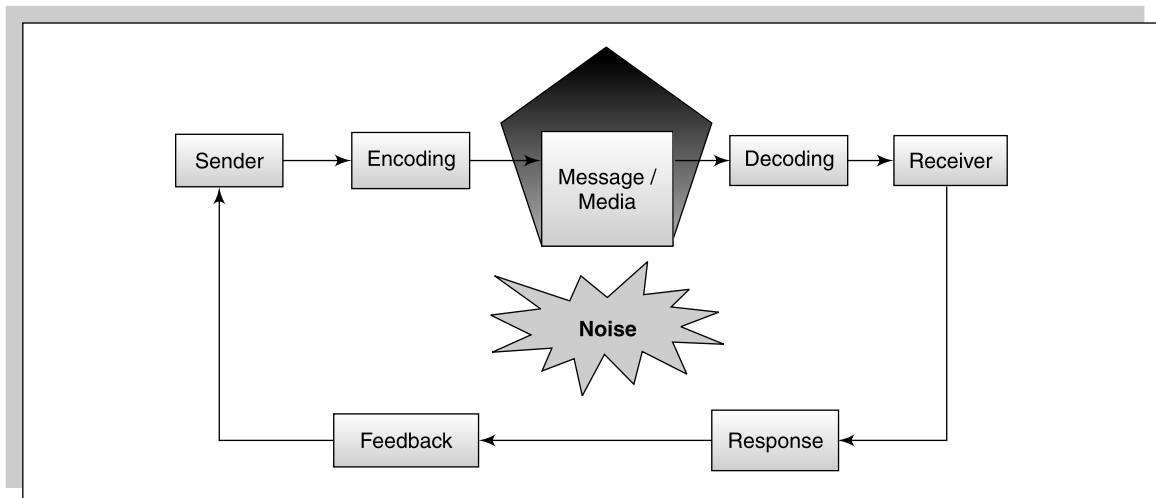 Sender
Encoding
Message /
Media
Decoding
Receiver
Noise
Feedback
Response